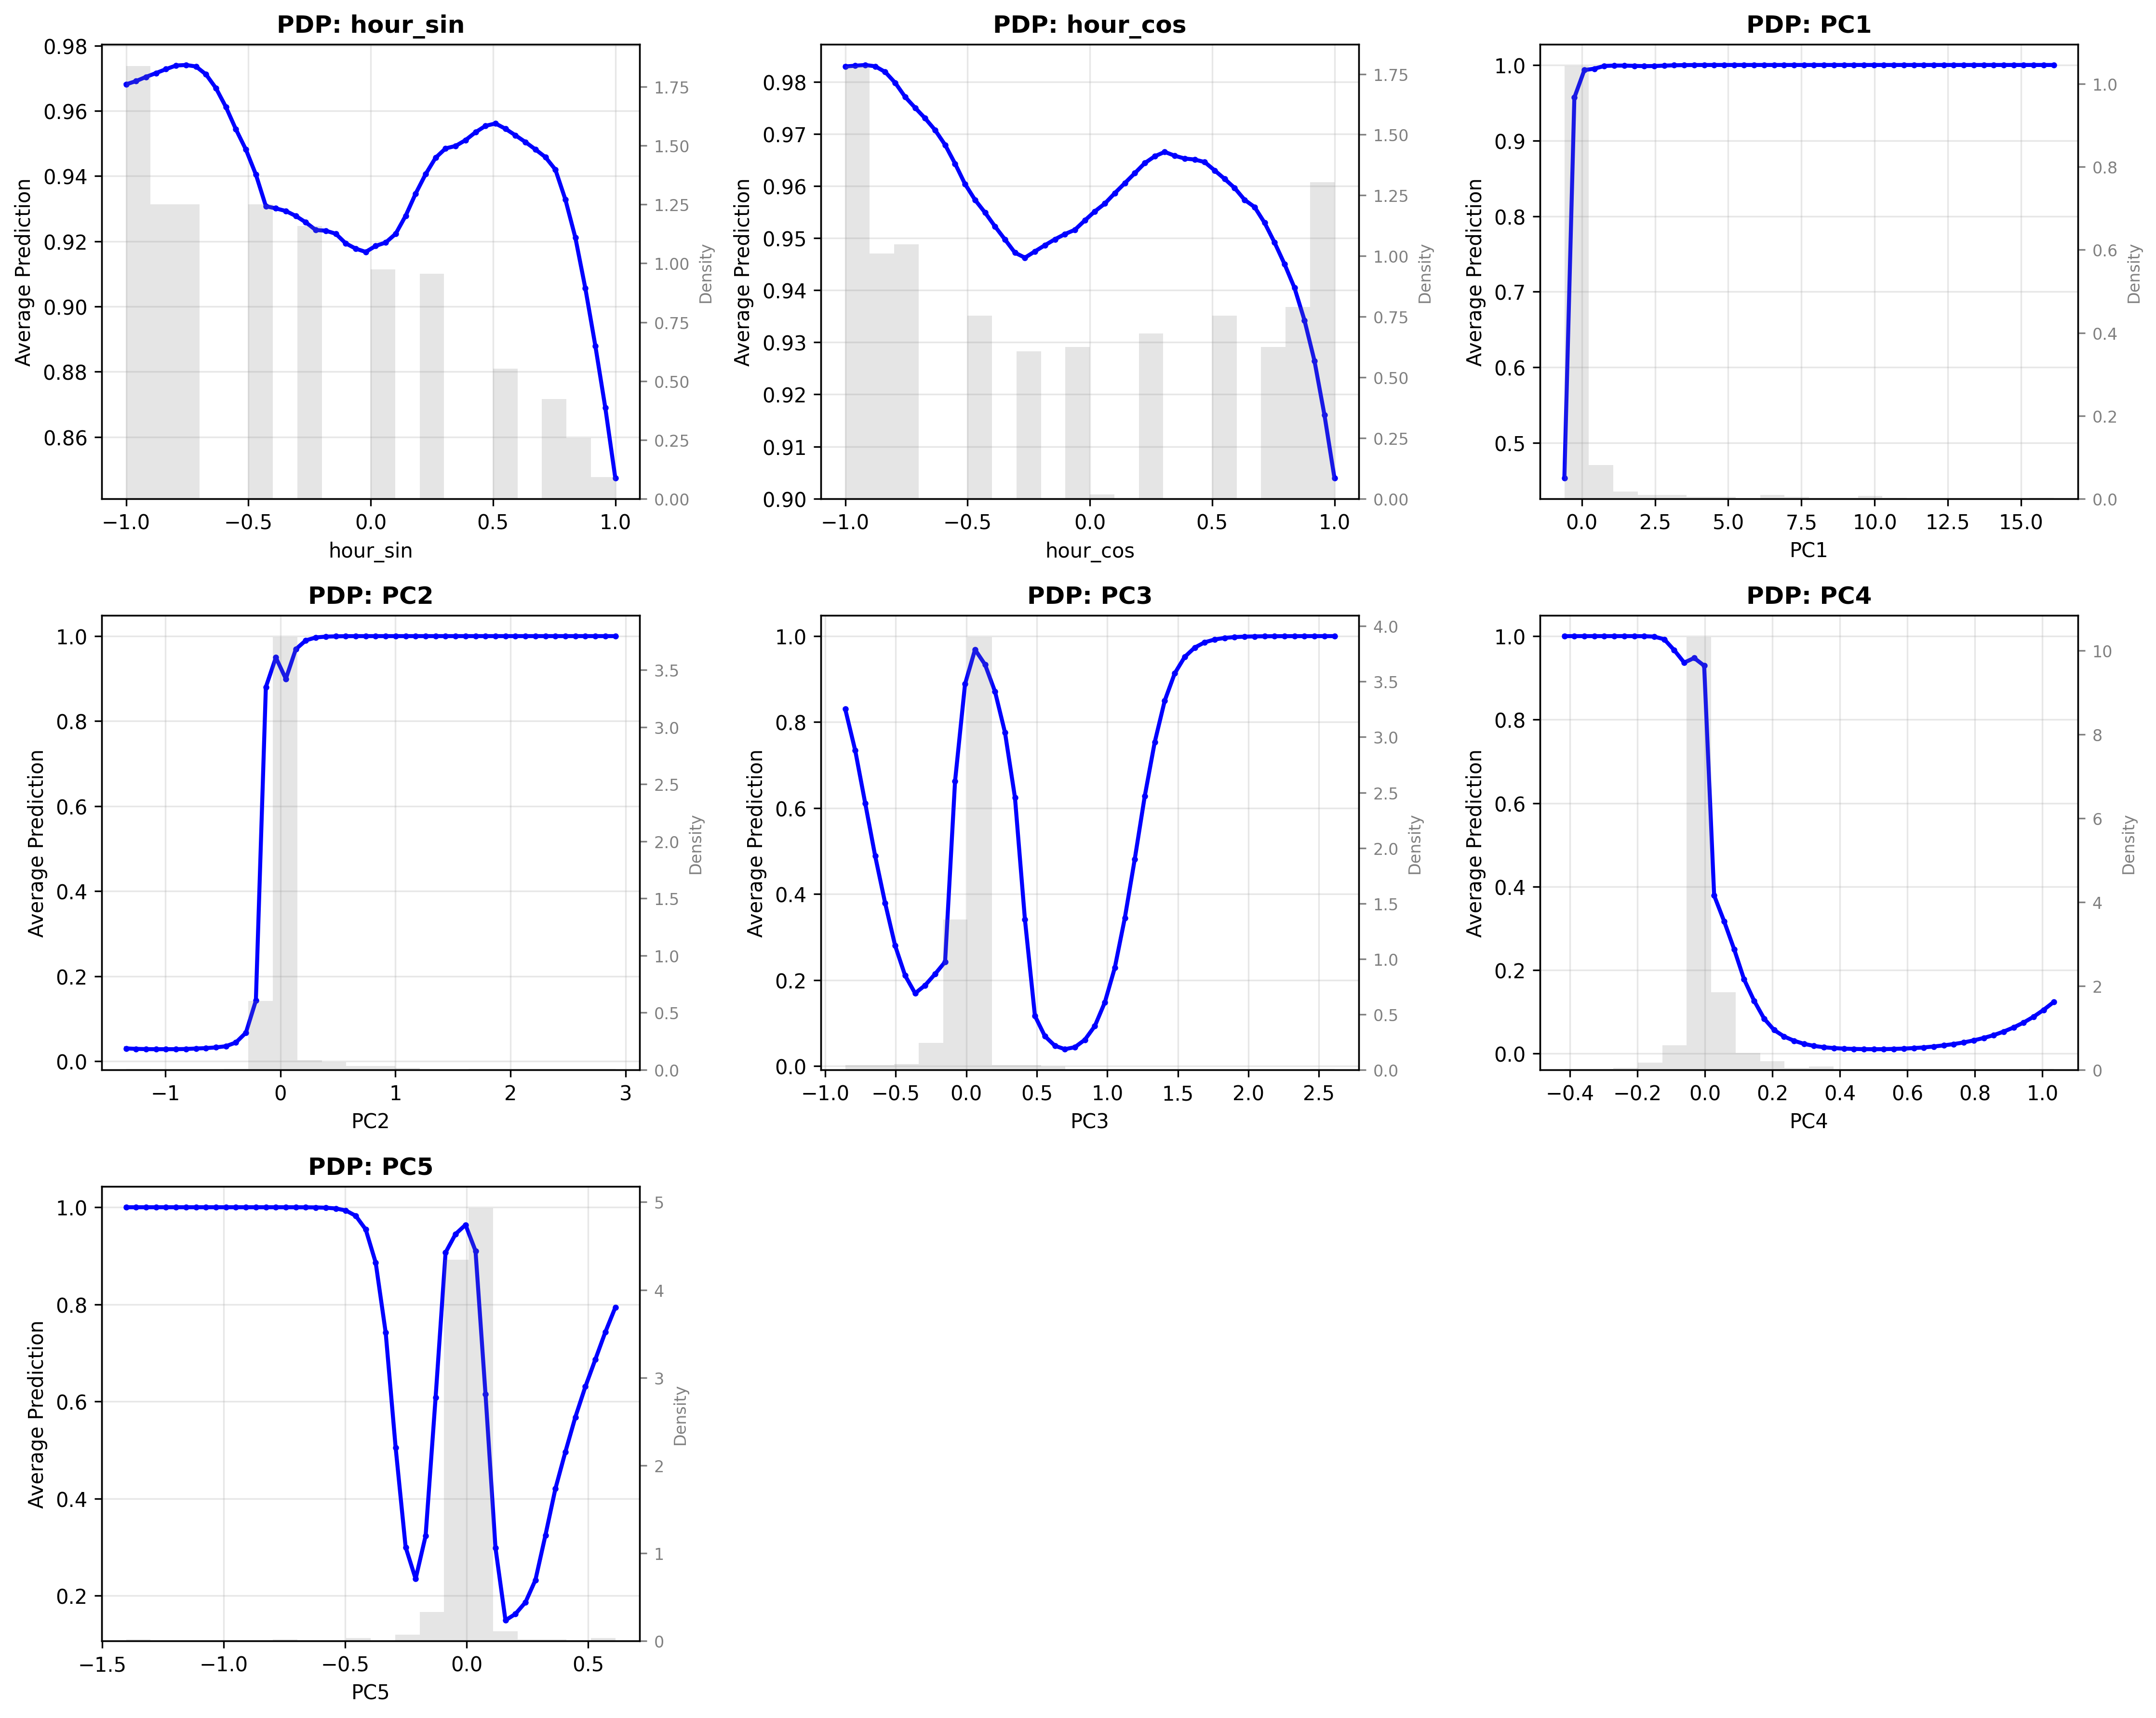 PDP: hour_sin
0.98
0.96
0.94
0.92
0.90
0.88
0.86
Average Prediction
1.75
1.50
1.25
1.00
0.75
0.50
0.25
0.00
Density
−1.0 −0.5 0.0 0.5 1.0
hour_sin
PDP: hour_cos
0.98
0.97
0.96
0.95
0.94
0.93
0.92
0.91
0.90
Average Prediction
1.75
1.50
1.25
1.00
0.75
0.50
0.25
0.00
Density
−1.0 −0.5 0.0 0.5 1.0
hour_cos
PDP: PC1
1.0
0.9
0.8
0.7
0.6
0.5
Average Prediction
1.0
0.8
0.6
0.4
0.2
0.0
Density
0.0 2.5 5.0 7.5 10.0 12.5 15.0
PC1
PDP: PC2
1.0
0.8
0.6
0.4
0.2
0.0
Average Prediction
3.5
3.0
2.5
2.0
1.5
1.0
0.5
0.0
Density
−1 0 1 2 3
PC2
PDP: PC3
1.0
0.8
0.6
0.4
0.2
0.0
Average Prediction
4.0
3.5
3.0
2.5
2.0
1.5
1.0
0.5
0.0
Density
−1.0 −0.5 0.0 0.5 1.0 1.5 2.0 2.5
PC3
PDP: PC4
1.0
0.8
0.6
0.4
0.2
0.0
Average Prediction
10
8
6
4
2
0
Density
−0.4 −0.2 0.0 0.2 0.4 0.6 0.8 1.0
PC4
PDP: PC5
1.0
0.8
0.6
0.4
0.2
Average Prediction
5
4
3
2
1
0
Density
−1.5 −1.0 −0.5 0.0 0.5
PC5